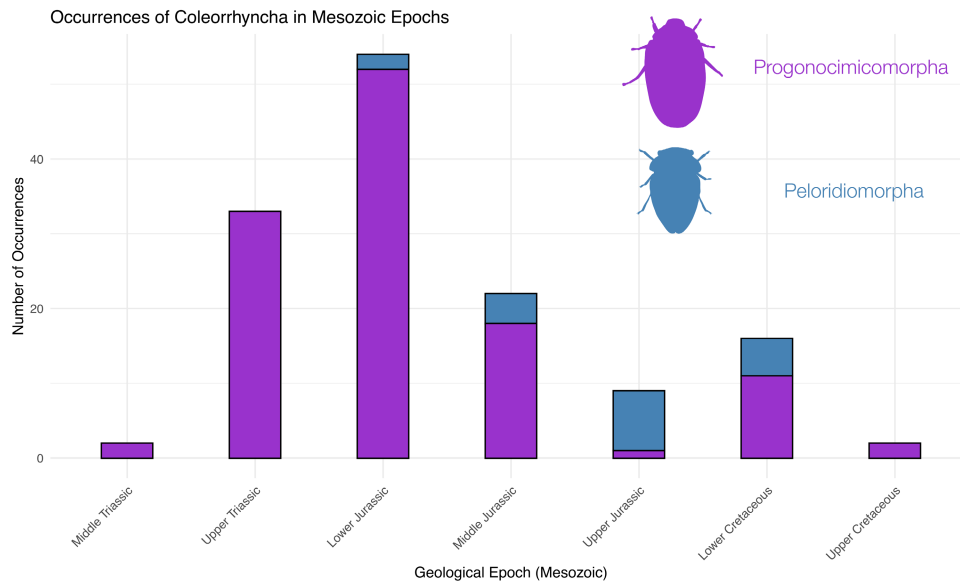 Occurrences of Coleorrhyncha in Mesozoic Epochs
Progonocimicomorpha
Peloridiomorpha
Number of Occurrences
40
20
0
Middle Triassic
Upper Triassic
Lower Jurassic
Middle Jurassic
Upper Jurassic
Lower Cretaceous
Upper Cretaceous
Geological Epoch (Mesozoic)